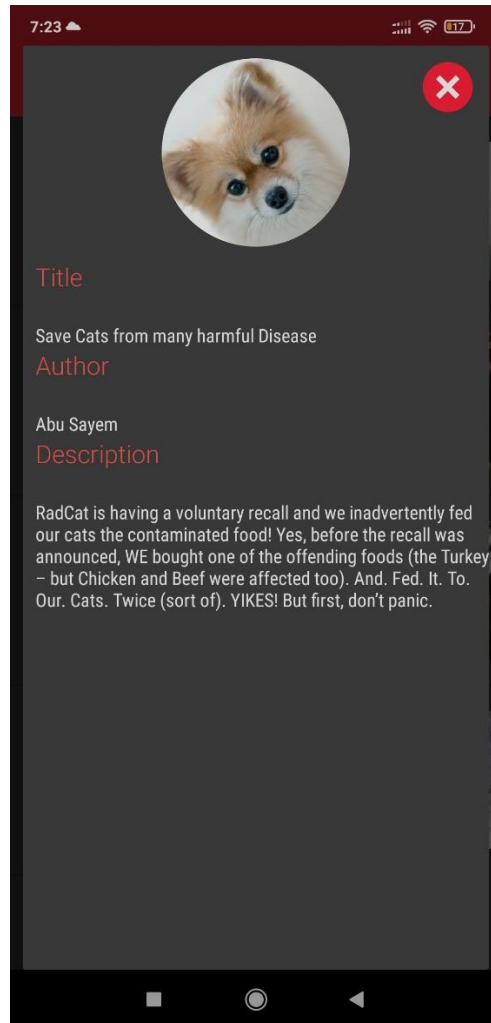 7:23
17
Title
Save Cats from many harmful Disease
Author
Abu Sayem
Description
RadCat is having a voluntary recall and we inadvertently fed
our cats the contaminated food! Yes, before the recall was
announced, WE bought one of the offending foods (the Turkey
– but Chicken and Beef were affected too). And. Fed. It. To.
Our. Cats. Twice (sort of). YIKES! But first, don’t panic.